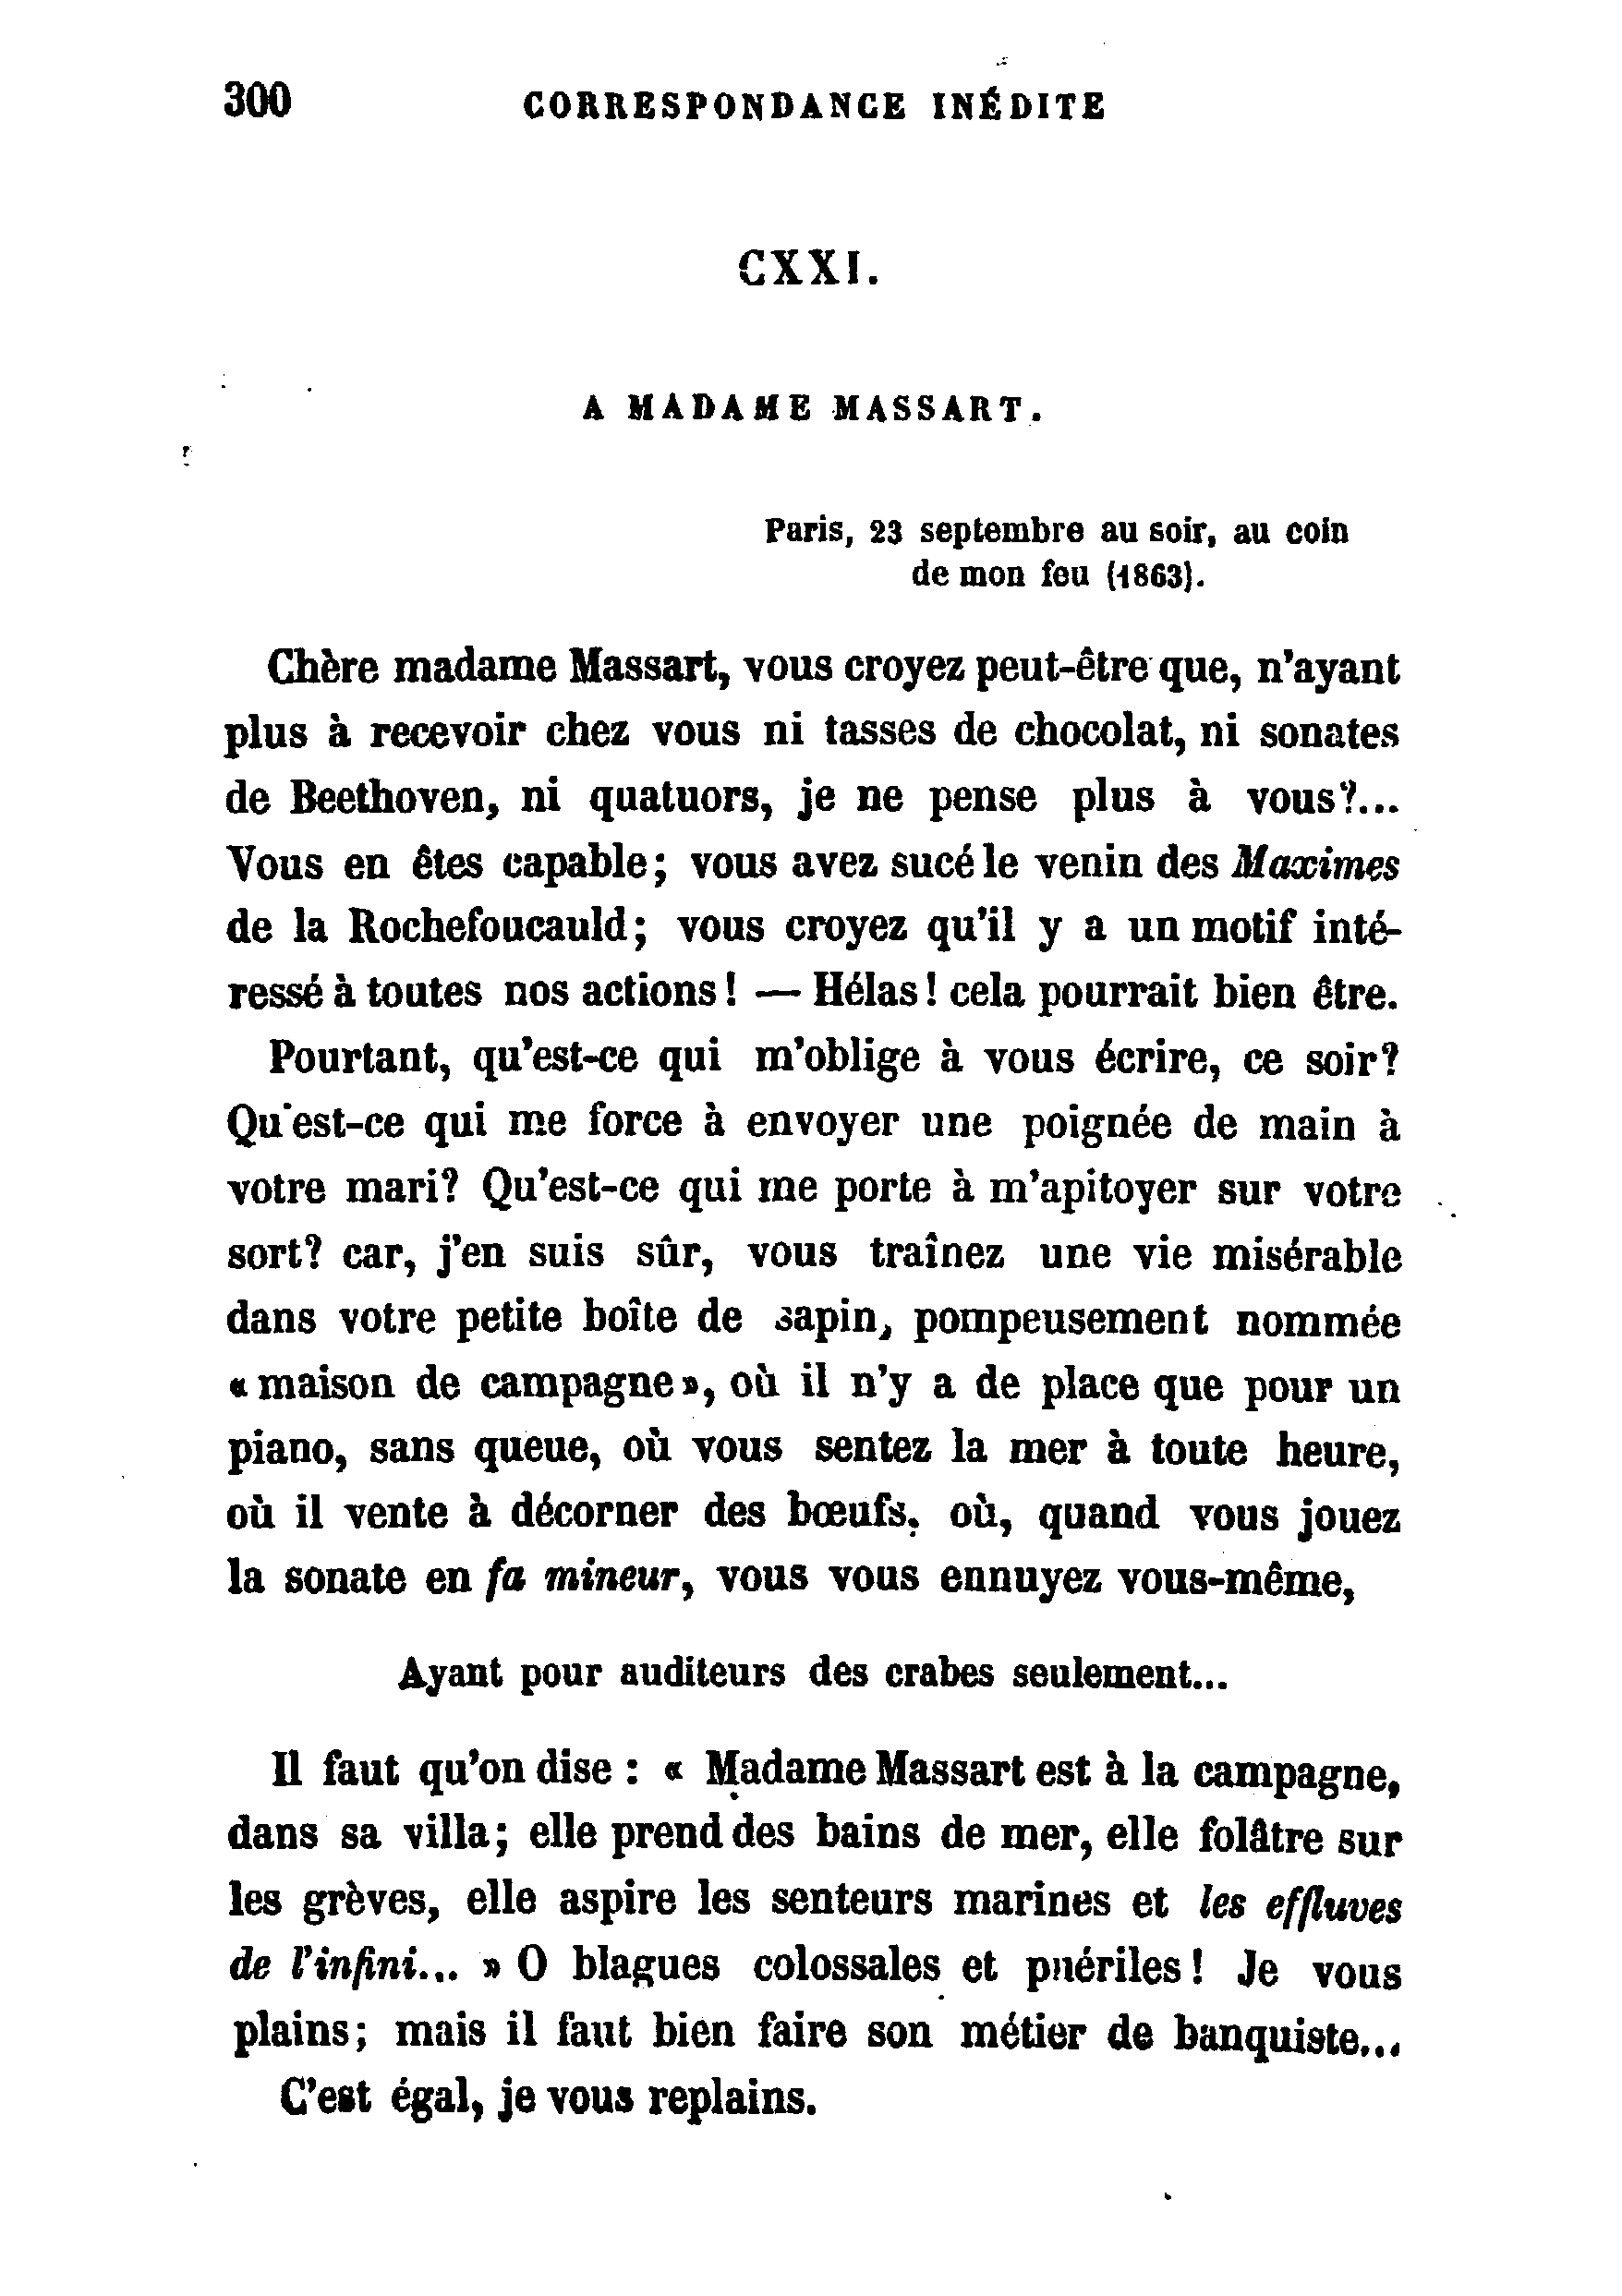 300 CORRESPONDANCE INÉDITE
CXXI.
A MADAME MASSART.
Paris, 23 septembre au soir, au coin
de mon feu (1863).
Chère madame Massart, vous croyez peut-être que, n'ayant
plus à recevoir chez vous ni tasses de chocolat, ni sonates
de Beethoven, ni quatuors, je ne pense plus à vous?...
Vous en êtes capable; vous avez sucé le venin des Maximes
de la Rochefoucauld; vous croyez qu'il y a un motif inté-
ressé à toutes nos actions! — Hélas! cela pourrait bien être.
Pourtant, qu'est-ce qui m'oblige à vous écrire, ce soir?
Qu'est-ce qui me force à envoyer une poignée de main à
votre mari? Qu'est-ce qui me porte à m'apitoyer sur votre
sort? car, j'en suis sûr, vous traînez une vie misérable
dans votre petite boîte de sapin, pompeusement nommée
« maison de campagne », où il n'y a de place que pour un
piano, sans queue, où vous sentez la mer à toute heure,
où il vente à décorner des bœufs, où, quand vous jouez
la sonate en fa mineur, vous vous ennuyez vous-même,
Ayant pour auditeurs des crabes seulement...
Il faut qu'on dise : « Madame Massart est à la campagne,
dans sa villa; elle prend des bains de mer, elle folâtre sur
les grèves, elle aspire les senteurs marines et les effluves
de l'infini... » O blagues colossales et puériles! Je vous
plains; mais il faut bien faire son métier de banquiste...
C'est égal, je vous replains.